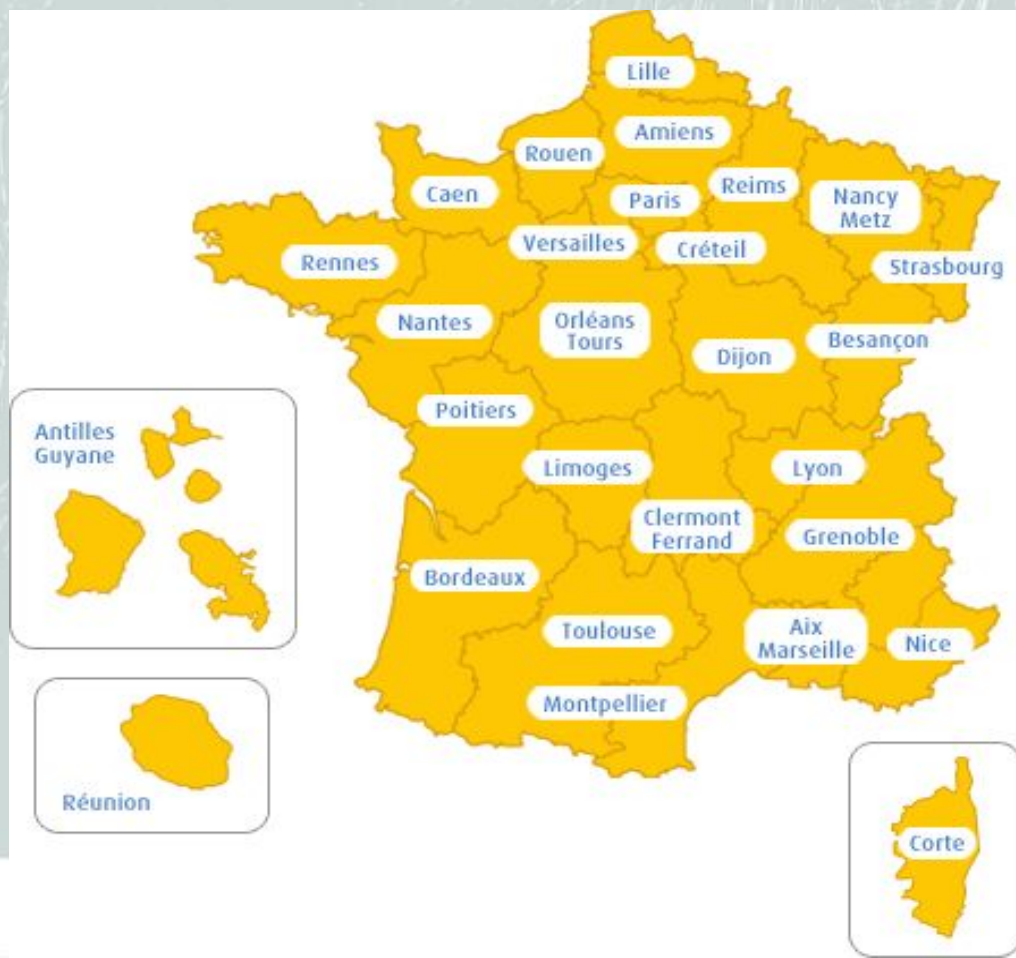 Lille
Amiens
Rouen
Caen
Paris
Reims
Nancy
Metz
Versailles
Créteil
Rennes
Strasbourg
Nantes
Orléans
Tours
Dijon
Besançon
Poitiers
Antilles
Guyane
Limoges
Lyon
Clermont
Ferrand
Grenoble
Bordeaux
Toulouse
Aix
Marseille
Nice
Montpellier
Réunion
Corte